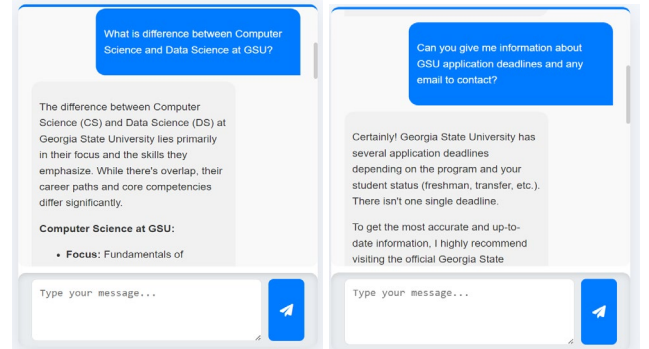 What is difference between Computer
Science and Data Science at GSU?
The difference between Computer
Science (CS) and Data Science (DS) at
Georgia State University lies primarily
in their focus and the skills they
emphasize. While there's overlap, their
career paths and core competencies
differ significantly.
Computer Science at GSU:
• Focus: Fundamentals of
Type your message...
Can you give me information about
GSU application deadlines and any
email to contact?
Certainly! Georgia State University has
several application deadlines
depending on the program and your
student status (freshman, transfer, etc.).
There isn't one single deadline.
To get the most accurate and up-to-
date information, I highly recommend
visiting the official Georgia State
Type your message...